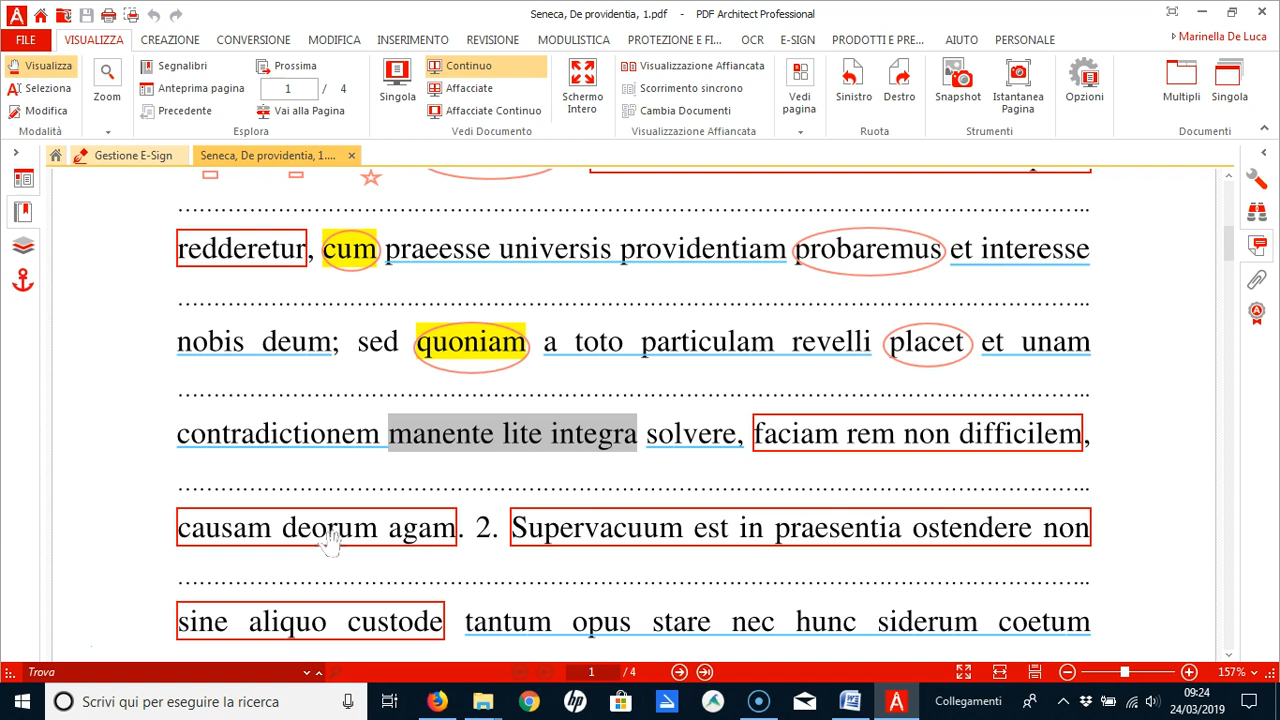 Seneca, De providentia, 1.pdf - PDF Architect Professional
FILE VISUALIZZA CREAZIONE CONVERSIONE MODIFICA INSERIMENTO REVISIONE MODULISTICA PROTEZIONE E FI... OCR E-SIGN PRODOTTI E PRE... AIUTO PERSONALE Marinella De Luca
Visualizza
Seleziona
Modifica
Modalità
Zoom
Segnalibri
Anteprima pagina
Precedente
Prossima
1 / 4
Vai alla Pagina
Esplora
Singola
Continuo
Affacciate
Affacciate Continuo
Vedi Documento
Schermo Intero
Visualizzazione Affiancata
Scorrimento sincrono
Cambia Documenti
Visualizzazione Affiancata
Vedi pagina
Sinistro
Destro
Ruota
Snapshot
Istantanea Pagina
Strumenti
Opzioni
Multipli
Singola
Documenti
Gestione E-Sign
Seneca, De providentia, 1....
redderetur, cum praeesse universis providentiam probaremus et interesse
nobis deum; sed quoniam a toto particulam revelli placet et unam
contradictionem manente lite integra solvere, faciam rem non difficilem,
causam deorum agam. 2. Supervacuum est in praesentia ostendere non
sine aliquo custode tantum opus stare nec hunc siderum coetum
Trova
1 / 4
157%
Scrivi qui per eseguire la ricerca
Collegamenti
09:24
24/03/2019